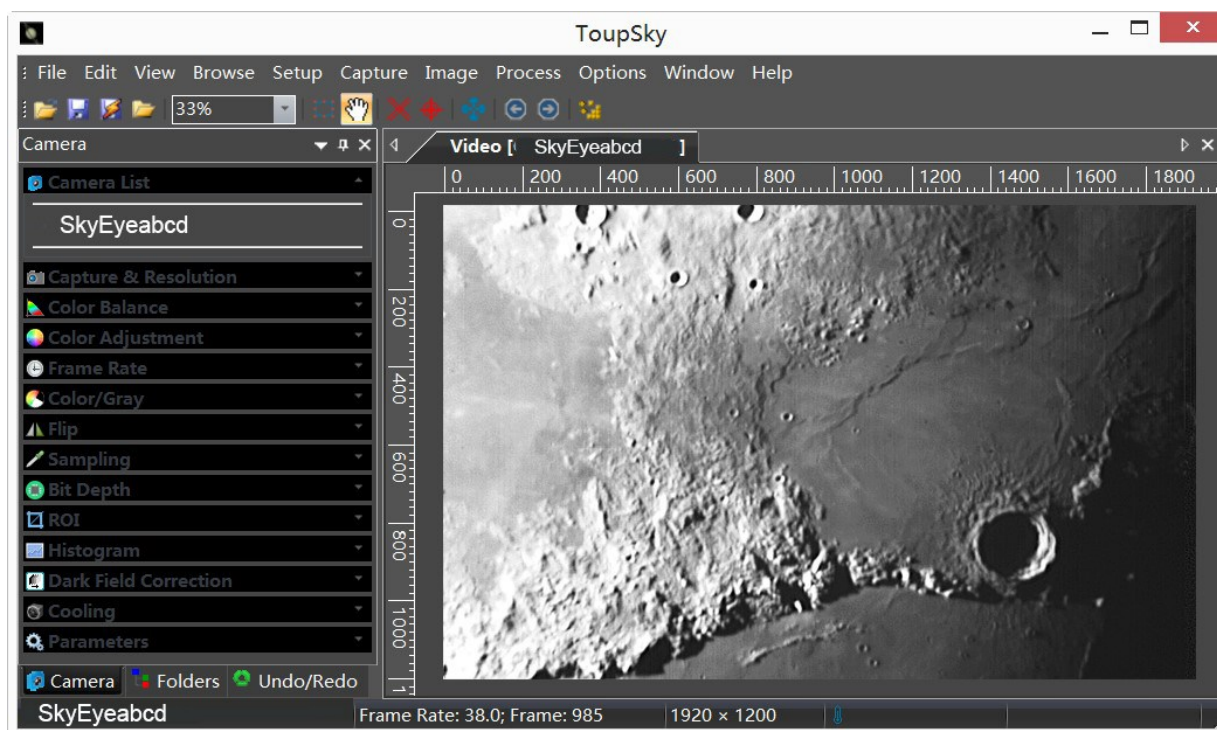 ToupSky
File Edit View Browse Setup Capture Image Process Options Window Help
33%
Camera
Video [ SkyEyeabcd ]
Camera List
SkyEyeabcd
Capture & Resolution
Color Balance
Color Adjustment
Frame Rate
Color/Gray
Flip
Sampling
Bit Depth
ROI
Histogram
Dark Field Correction
Cooling
Parameters
0 200 400 600 800 1000 1200 1400 1600 1800
0
200
400
600
800
1000
Camera Folders Undo/Redo
SkyEyeabcd Frame Rate: 38.0; Frame: 985 1920 × 1200